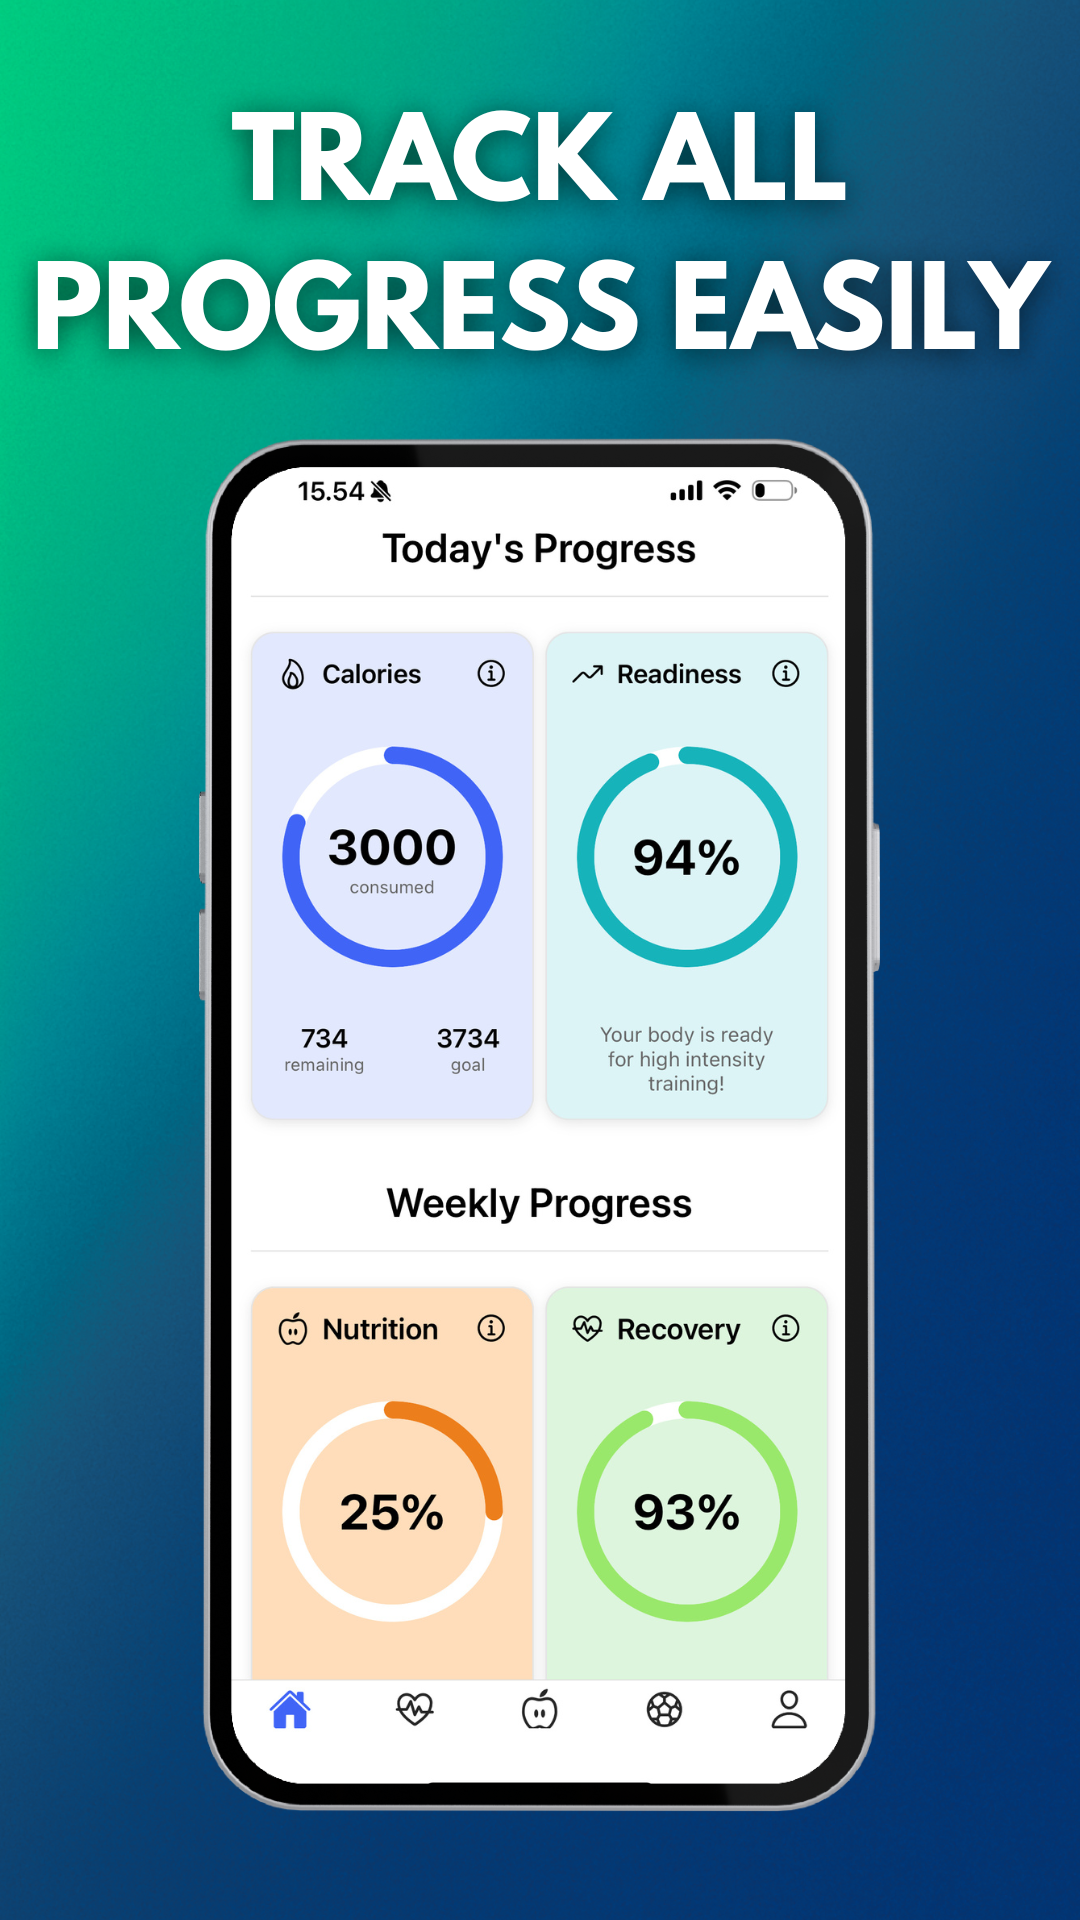 TRACK ALL
PROGRESS EASILY
15.54
Today's Progress
Calories
Readiness
3000
consumed
94%
734
remaining
3734
goal
Your body is ready
for high intensity
training!
Weekly Progress
Nutrition
Recovery
25%
93%